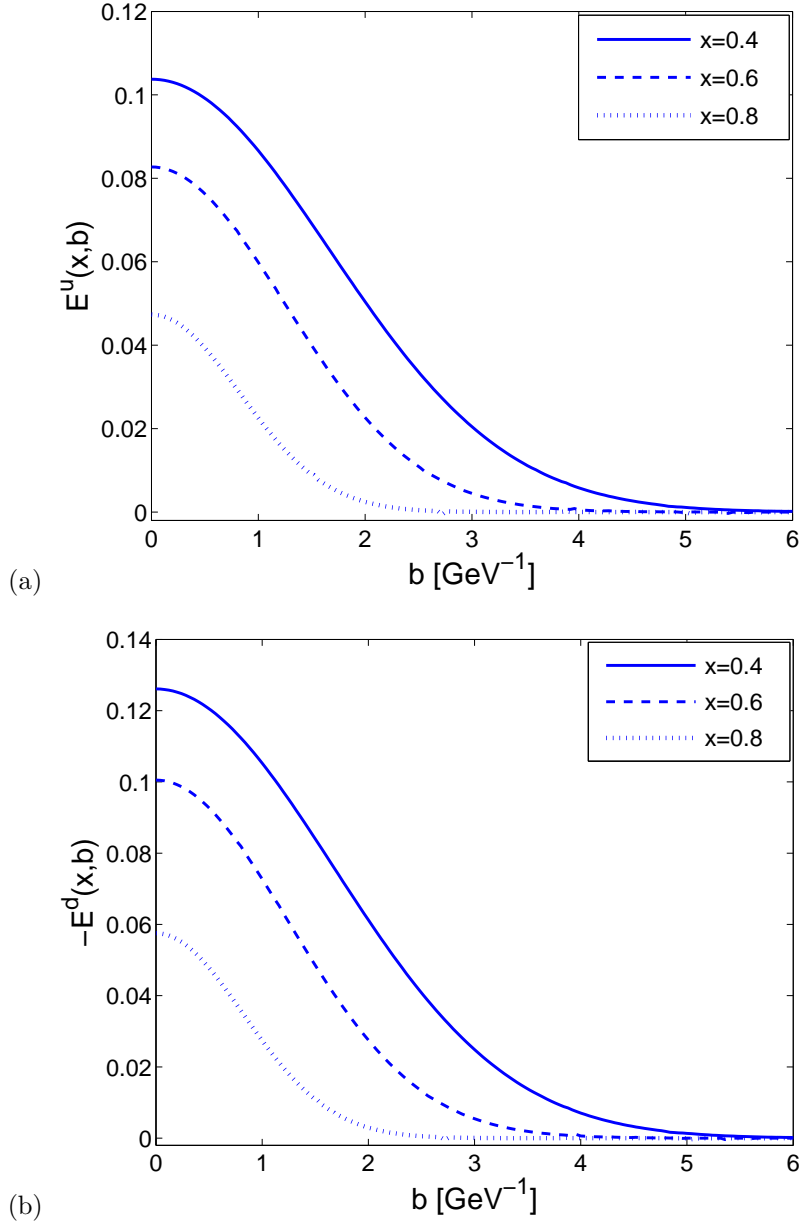 0.12
0.1
0.08
0.06
0.04
0.02
0
E^u(x,b)
x=0.4
x=0.6
x=0.8
0 1 2 3 4 5 6
b [GeV^−1]
(a)
0.14
0.12
0.1
0.08
0.06
0.04
0.02
0
−E^d(x,b)
x=0.4
x=0.6
x=0.8
0 1 2 3 4 5 6
b [GeV^−1]
(b)